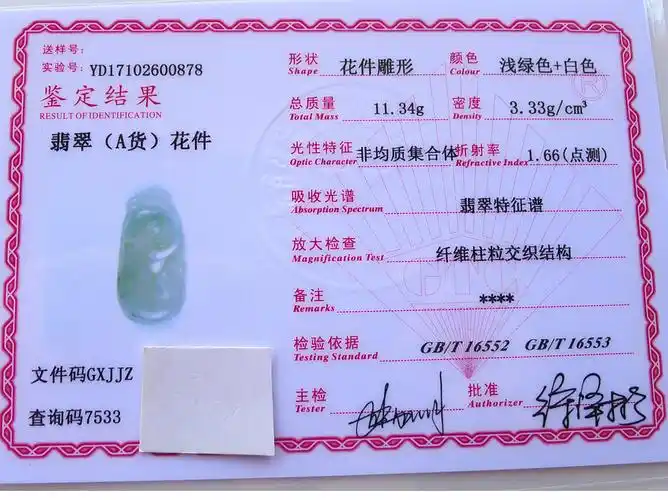 送样号:
实验号: YD17102600878
鉴定结果
RESULT OF IDENTIFICATION
翡翠（A货）花件
文件码GXJJZ
查询码7533
形状 花件雕形 颜色 浅绿色+白色
Shape Colour
总质量 11.34g 密度 3.33g/cm³
Total Mass Density
光性特征 非均质集合体 折射率 1.66(点测)
Optic Character Refractive Index
吸收光谱 翡翠特征谱
Absorption Spectrum
放大检查 纤维柱粒交织结构
Magnification Test
备注 ****
Remarks
检验依据 GB/T 16552 GB/T 16553
Testing Standard
主检 批准
Tester Authorizer